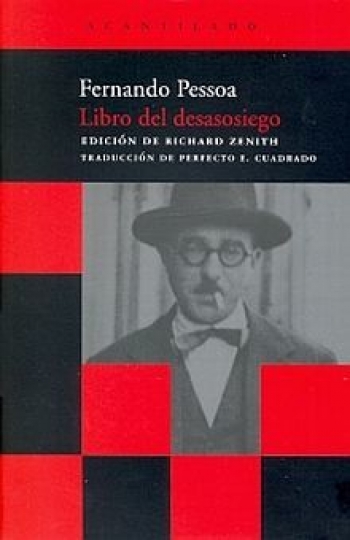 ACANTILADO
Fernando Pessoa
Libro del desasosiego
EDICIÓN DE RICHARD ZENITH
TRADUCCIÓN DE PERFECTO E. CUADRADO